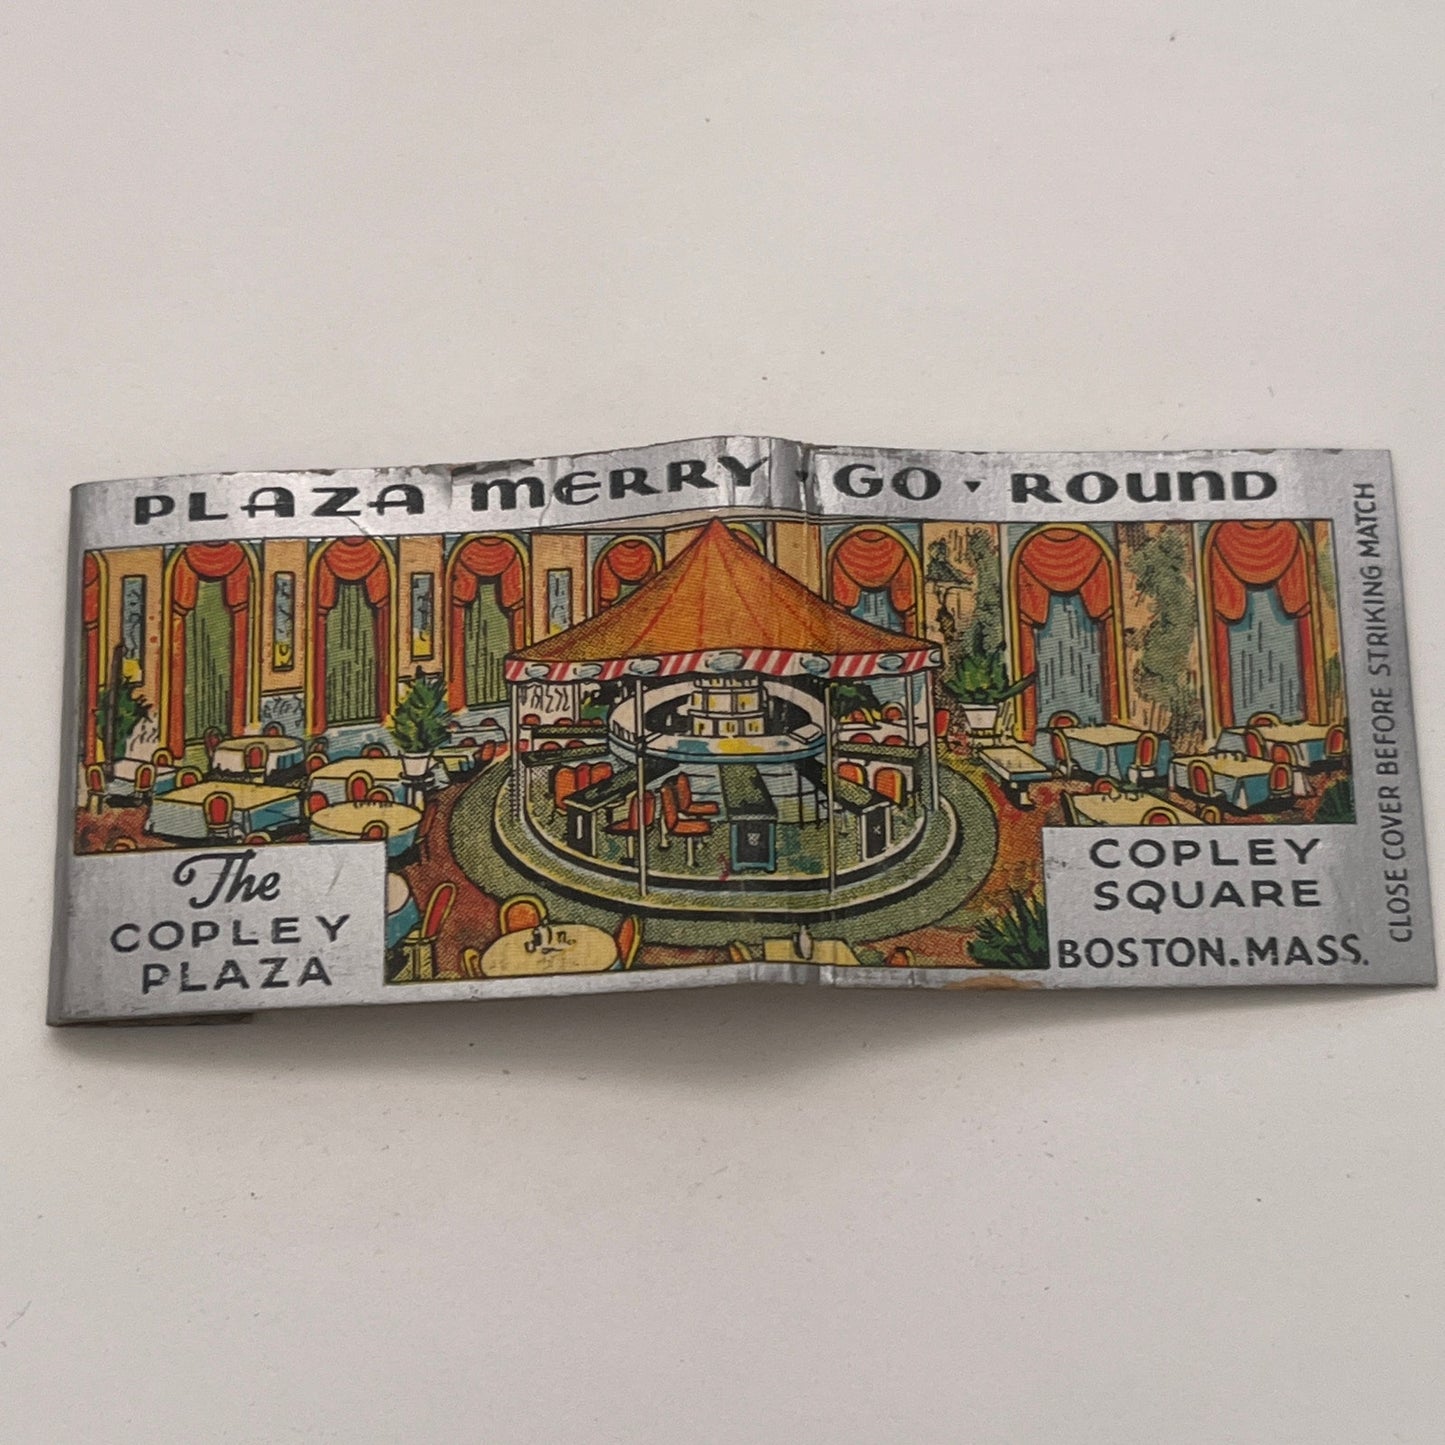 PLAZA MERRY · GO · ROUND
The
COPLEY
PLAZA
COPLEY
SQUARE
BOSTON. MASS.
CLOSE COVER BEFORE STRIKING MATCH